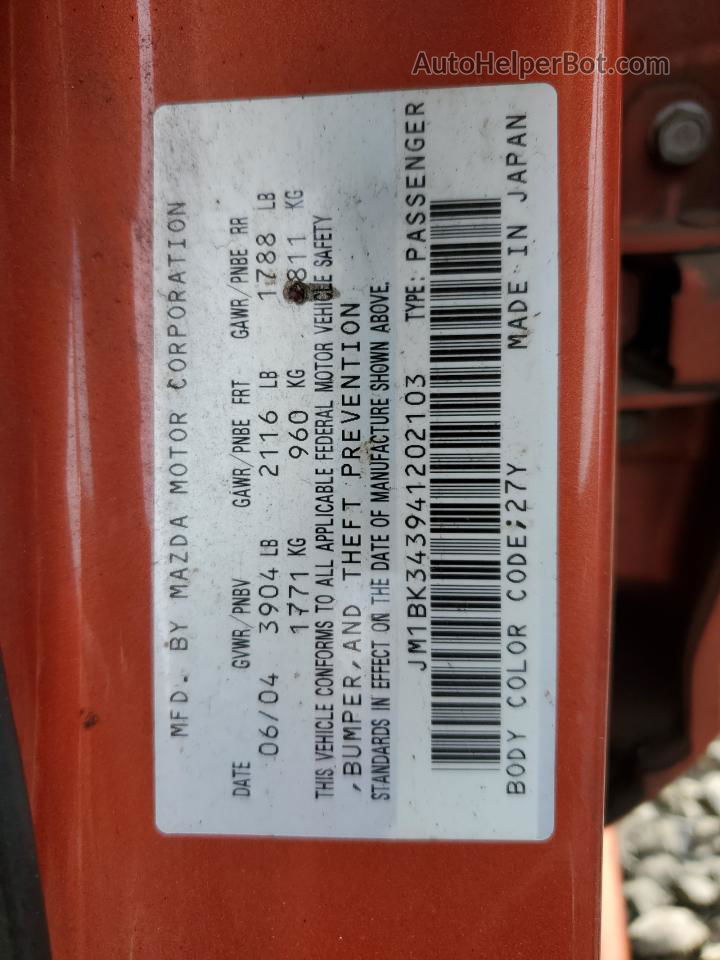 AutoHelperBot.com
MFD. BY MAZDA MOTOR CORPORATION
DATE GVWR/PNBV GAWR/PNBE FRT GAWR/PNBE RR
06/04 3904 LB 2116 LB 1788 LB
1771 KG 960 KG 811 KG
THIS VEHICLE CONFORMS TO ALL APPLICABLE FEDERAL MOTOR VEHICLE SAFETY
,BUMPER,AND THEFT PREVENTION
STANDARDS IN EFFECT ON THE DATE OF MANUFACTURE SHOWN ABOVE.
JM1BK343941202103 TYPE: PASSENGER
BODY COLOR CODE;27Y MADE IN JAPAN